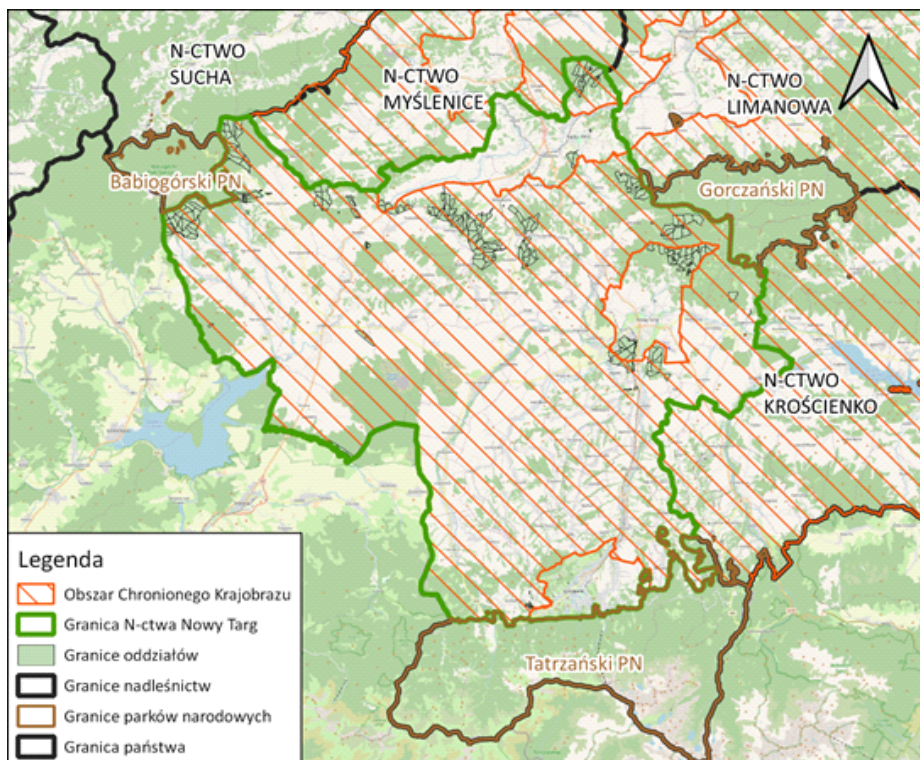 N-CTWO
SUCHA
N-CTWO
MYŚLENICE
N-CTWO
LIMANOWA
Babiogórski PN
Gorczański PN
N-CTWO
KROŚCIENKO
Tatrzański PN
Legenda
Obszar Chronionego Krajobrazu
Granica N-ctwa Nowy Targ
Granice oddziałów
Granice nadleśnictw
Granice parków narodowych
Granica państwa